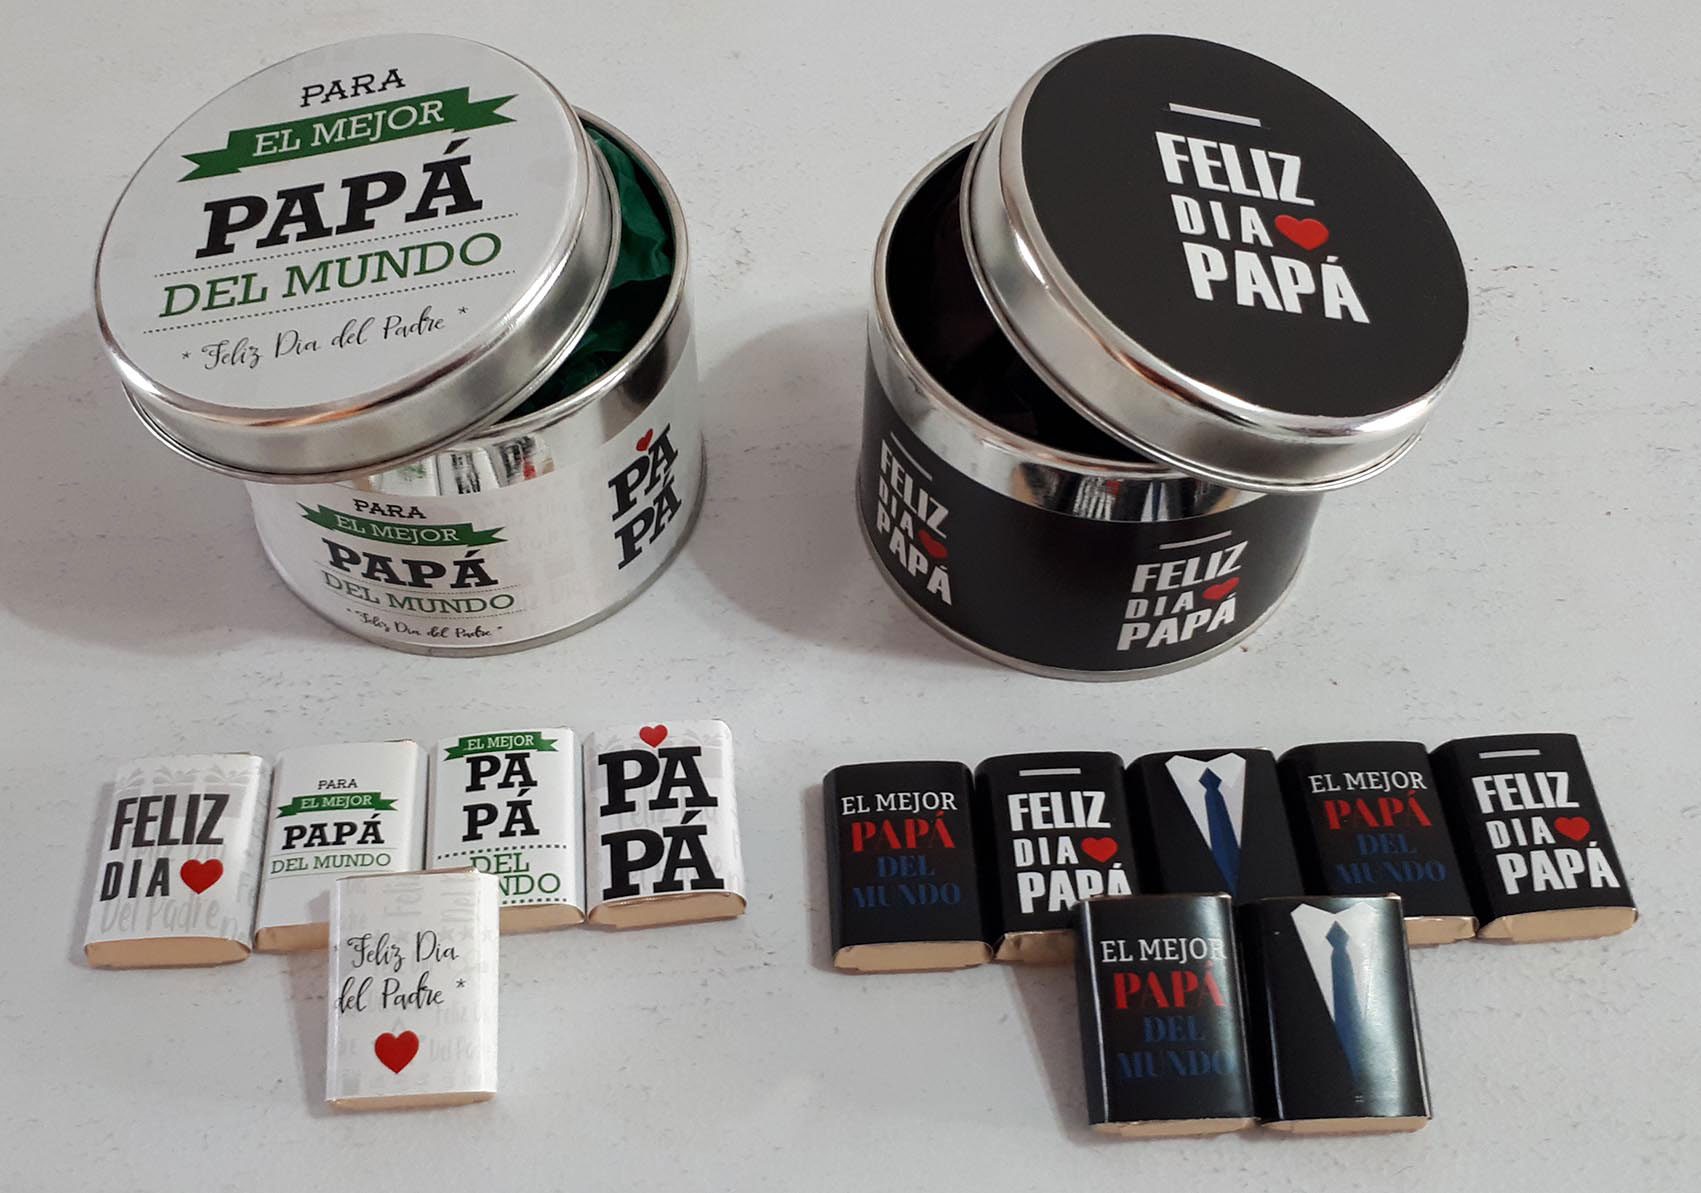 PARA
EL MEJOR
PAPÁ
DEL MUNDO
* Feliz Dia del Padre *
PARA
EL MEJOR
PAPÁ
DEL MUNDO
* Feliz Dia del Padre *
PA
PÁ
FELIZ
DIA
PAPÁ
FELIZ
DIA
PAPÁ
FELIZ
DIA
PAPÁ
FELIZ
DIA
Del Padre
PARA
EL MEJOR
PAPÁ
DEL MUNDO
EL MEJOR
PA
PÁ
DEL
PA
PÁ
Feliz Dia
del Padre *
EL MEJOR
PAPÁ
DEL
MUNDO
FELIZ
DIA
PAPÁ
EL MEJOR
PAPÁ
DEL
MUNDO
FELIZ
DIA
PAPÁ
EL MEJOR
PAPÁ
DEL
MUNDO